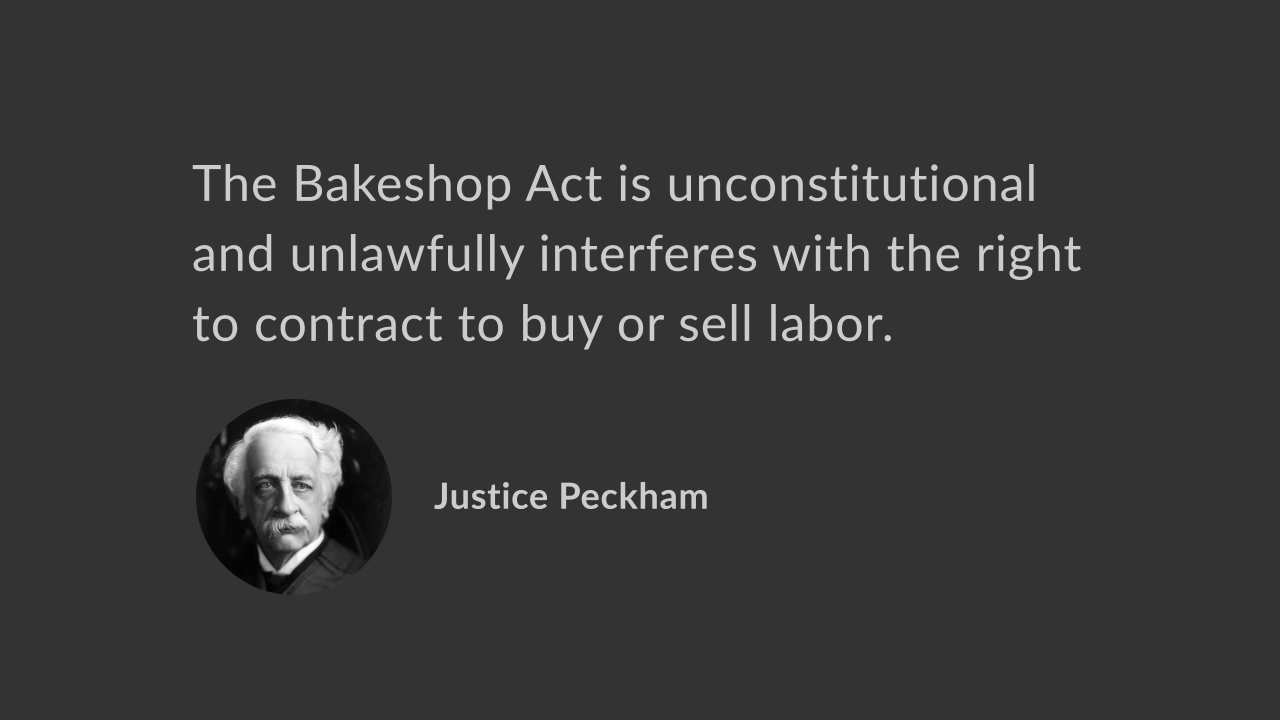 The Bakeshop Act is unconstitutional
and unlawfully interferes with the right
to contract to buy or sell labor.
Justice Peckham